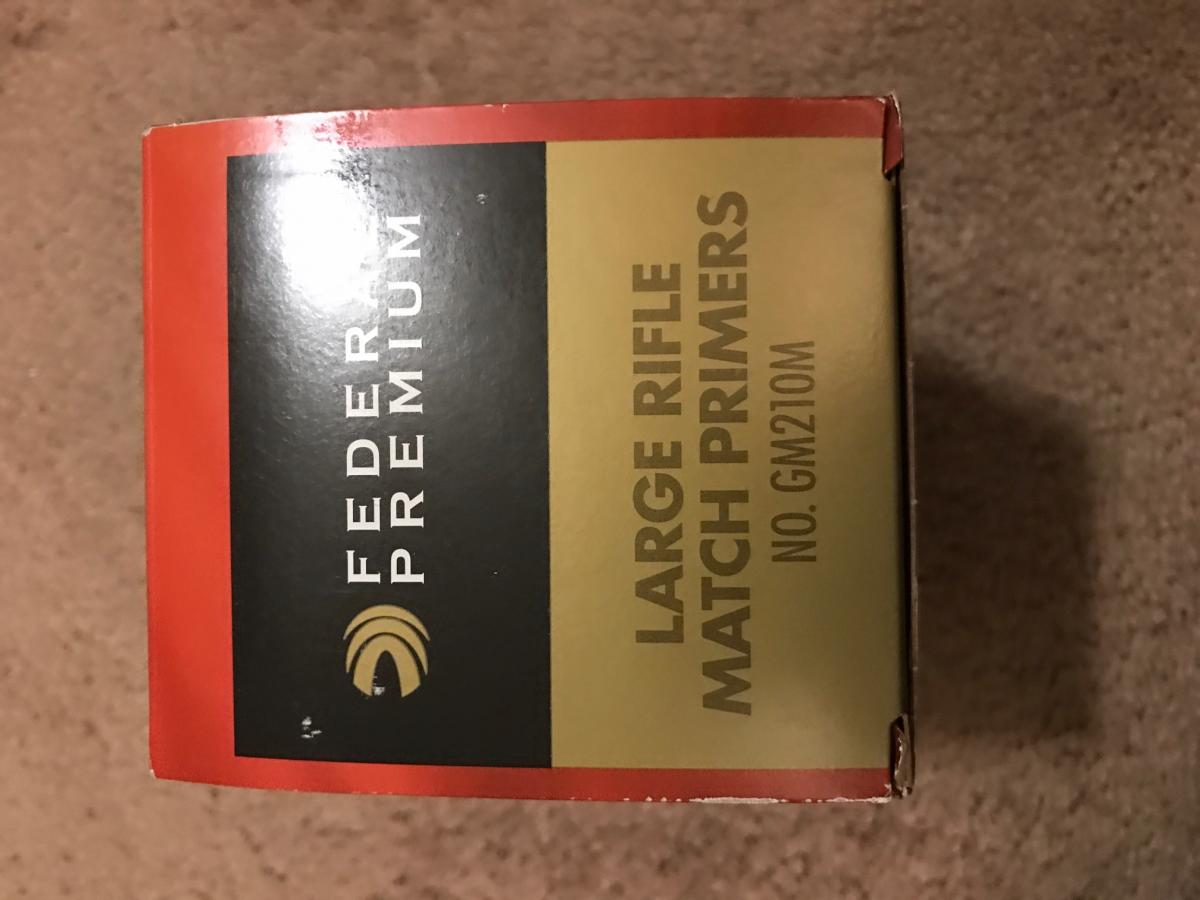 FEDERAL
PREMIUM
LARGE RIFLE
MATCH PRIMERS
NO. GM210M